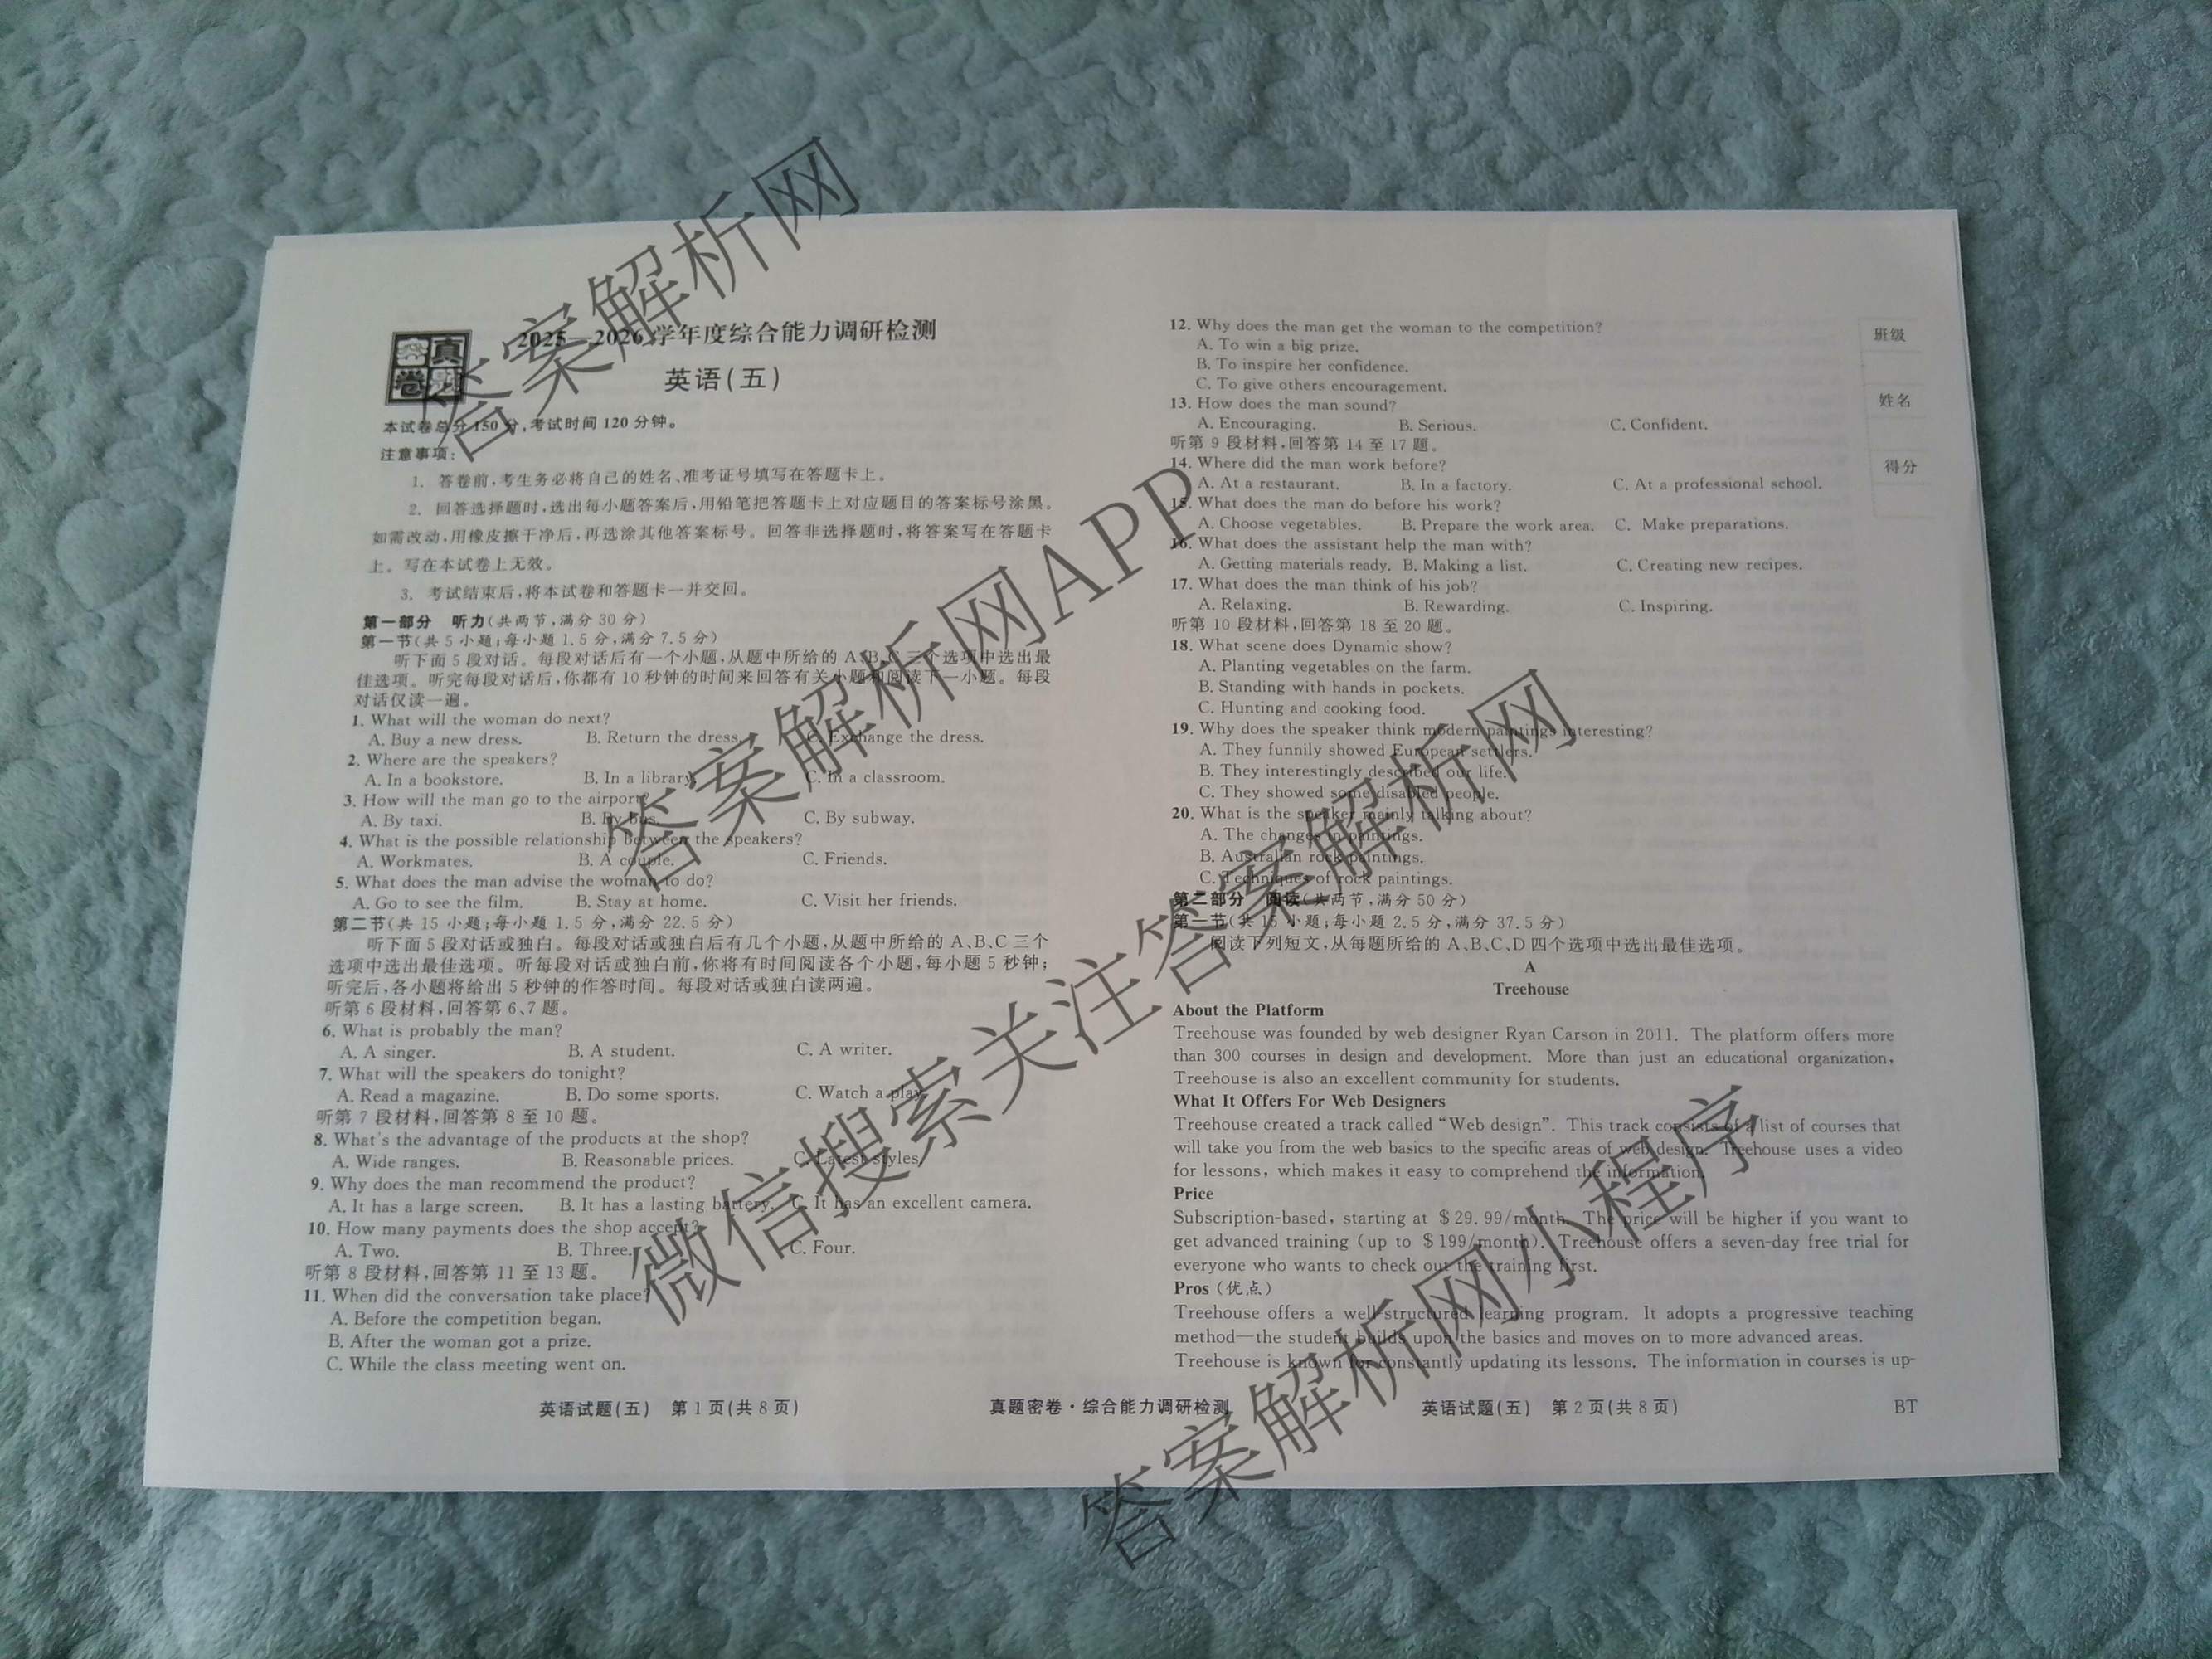 真题密卷
2025—2026学年度综合能力调研检测
英语(五)
本试卷总分150分,考试时间120分钟。
注意事项:
1. 答卷前,考生务必将自己的姓名、准考证号填写在答题卡上。
2. 回答选择题时,选出每小题答案后,用铅笔把答题卡上对应题目的答案标号涂黑。
如需改动,用橡皮擦干净后,再选涂其他答案标号。回答非选择题时,将答案写在答题卡
上。写在本试卷上无效。
3. 考试结束后,将本试卷和答题卡一并交回。
第一部分 听力(共两节,满分30分)
第一节(共5小题;每小题1.5分,满分7.5分)
听下面5段对话。每段对话后有一个小题,从题中所给的A、B、C三个选项中选出最
佳选项。听完每段对话后,你都有10秒钟的时间来回答有关小题和阅读下一小题。每段
对话仅读一遍。
1. What will the woman do next?
A. Buy a new dress. B. Return the dress. C. Exchange the dress.
2. Where are the speakers?
A. In a bookstore. B. In a library. C. In a classroom.
3. How will the man go to the airport?
A. By taxi. B. By bus. C. By subway.
4. What is the possible relationship between the speakers?
A. Workmates. B. A couple. C. Friends.
5. What does the man advise the woman to do?
A. Go to see the film. B. Stay at home. C. Visit her friends.
第二节(共15小题;每小题1.5分,满分22.5分)
听下面5段对话或独白。每段对话或独白后有几个小题,从题中所给的A、B、C三个
选项中选出最佳选项。听每段对话或独白前,你将有时间阅读各个小题,每小题5秒钟;
听完后,各小题将给出5秒钟的作答时间。每段对话或独白读两遍。
听第6段材料,回答第6、7题。
6. What is probably the man?
A. A singer. B. A student. C. A writer.
7. What will the speakers do tonight?
A. Read a magazine. B. Do some sports. C. Watch a play.
听第7段材料,回答第8至10题。
8. What's the advantage of the products at the shop?
A. Wide ranges. B. Reasonable prices. C. Latest styles.
9. Why does the man recommend the product?
A. It has a large screen. B. It has a lasting battery. C. It has an excellent camera.
10. How many payments does the shop accept?
A. Two. B. Three. C. Four.
听第8段材料,回答第11至13题。
11. When did the conversation take place?
A. Before the competition began.
B. After the woman got a prize.
C. While the class meeting went on.
英语试题(五) 第1页(共8页)
12. Why does the man get the woman to the competition?
A. To win a big prize.
B. To inspire her confidence.
C. To give others encouragement.
13. How does the man sound?
A. Encouraging. B. Serious. C. Confident.
听第9段材料,回答第14至17题。
14. Where did the man work before?
A. At a restaurant. B. In a factory. C. At a professional school.
15. What does the man do before his work?
A. Choose vegetables. B. Prepare the work area. C. Make preparations.
16. What does the assistant help the man with?
A. Getting materials ready. B. Making a list. C. Creating new recipes.
17. What does the man think of his job?
A. Relaxing. B. Rewarding. C. Inspiring.
听第10段材料,回答第18至20题。
18. What scene does Dynamic show?
A. Planting vegetables on the farm.
B. Standing with hands in pockets.
C. Hunting and cooking food.
19. Why does the speaker think modern paintings interesting?
A. They funnily showed European settlers.
B. They interestingly described our life.
C. They showed some disabled people.
20. What is the speaker mainly talking about?
A. The changes in paintings.
B. Australian rock paintings.
C. Techniques of rock paintings.
第二部分 阅读(共两节,满分50分)
第一节(共15小题;每小题2.5分,满分37.5分)
阅读下列短文,从每题所给的A、B、C、D四个选项中选出最佳选项。
A
Treehouse
About the Platform
Treehouse was founded by web designer Ryan Carson in 2011. The platform offers more
than 300 courses in design and development. More than just an educational organization,
Treehouse is also an excellent community for students.
What It Offers For Web Designers
Treehouse created a track called “Web design”. This track consists of a list of courses that
will take you from the web basics to the specific areas of web design. Treehouse uses a video
for lessons, which makes it easy to comprehend the information.
Price
Subscription-based, starting at $29.99/month. The price will be higher if you want to
get advanced training (up to $199/month). Treehouse offers a seven-day free trial for
everyone who wants to check out the training first.
Pros (优点)
Treehouse offers a well-structured learning program. It adopts a progressive teaching
method—the student builds upon the basics and moves on to more advanced areas.
Treehouse is known for constantly updating its lessons. The information in courses is up-
真题密卷·综合能力调研检测
英语试题(五) 第2页(共8页)
BT
班级
姓名
得分
答案解析网
答案解析网APP
微信搜索关注答案解析网
答案解析网小程序